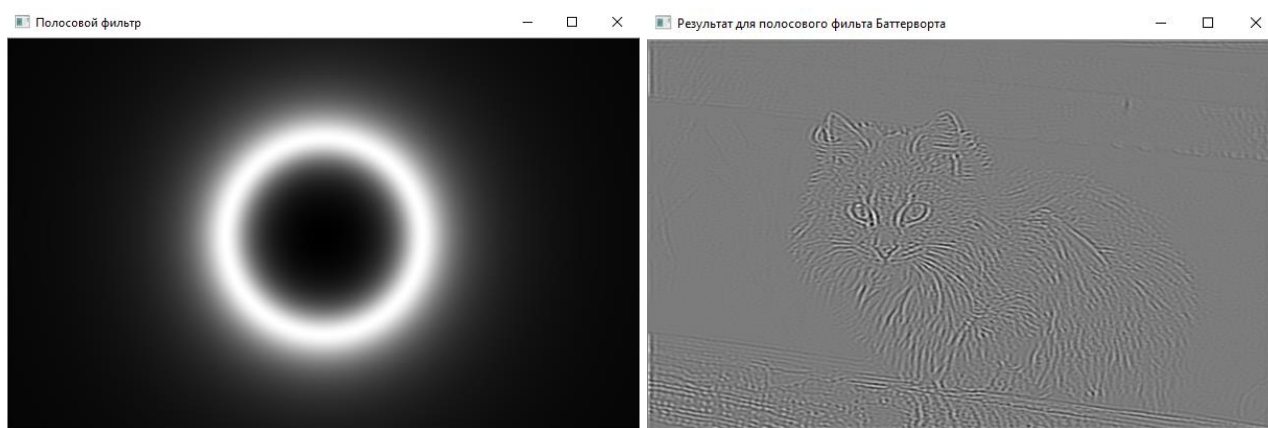 Полосовой фильтр
Результат для полосового фильта Баттерворта